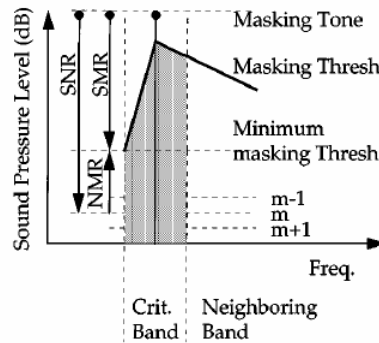 Sound Pressure Level (dB)
SNR
SMR
NMR
Masking Tone
Masking Thresh
Minimum
masking Thresh
m-1
m
m+1
Freq.
Crit.
Band
Neighboring
Band